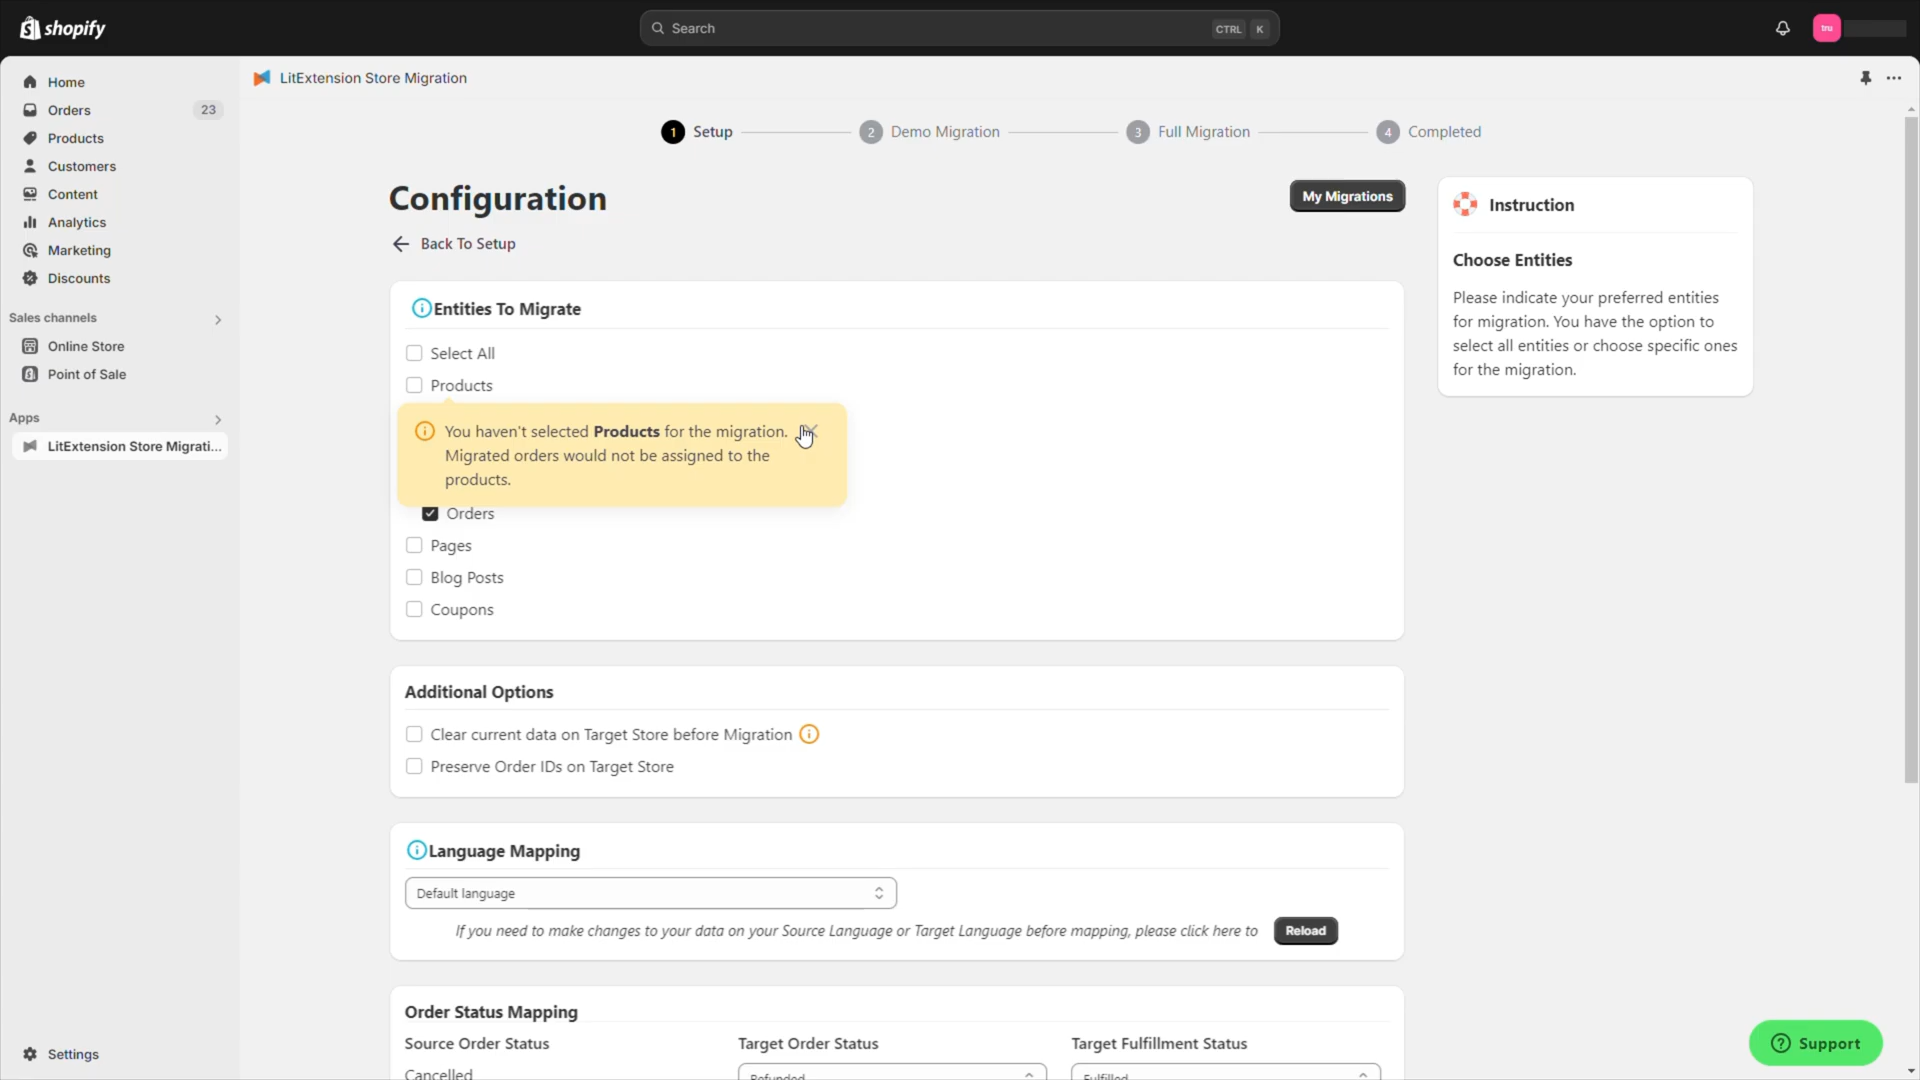 shopify
Search
CTRL K
tru
Home
Orders 23
Products
Customers
Content
Analytics
Marketing
Discounts
Sales channels
Online Store
Point of Sale
Apps
LitExtension Store Migrati...
Settings
LitExtension Store Migration
1 Setup
2 Demo Migration
3 Full Migration
4 Completed
Configuration
My Migrations
Back To Setup
Entities To Migrate
Select All
Products
You haven't selected Products for the migration.
Migrated orders would not be assigned to the
products.
Orders
Pages
Blog Posts
Coupons
Additional Options
Clear current data on Target Store before Migration
Preserve Order IDs on Target Store
Language Mapping
Default language
If you need to make changes to your data on your Source Language or Target Language before mapping, please click here to
Reload
Order Status Mapping
Source Order Status Target Order Status Target Fulfillment Status
Cancelled Refunded Fulfilled
Instruction
Choose Entities
Please indicate your preferred entities
for migration. You have the option to
select all entities or choose specific ones
for the migration.
Support